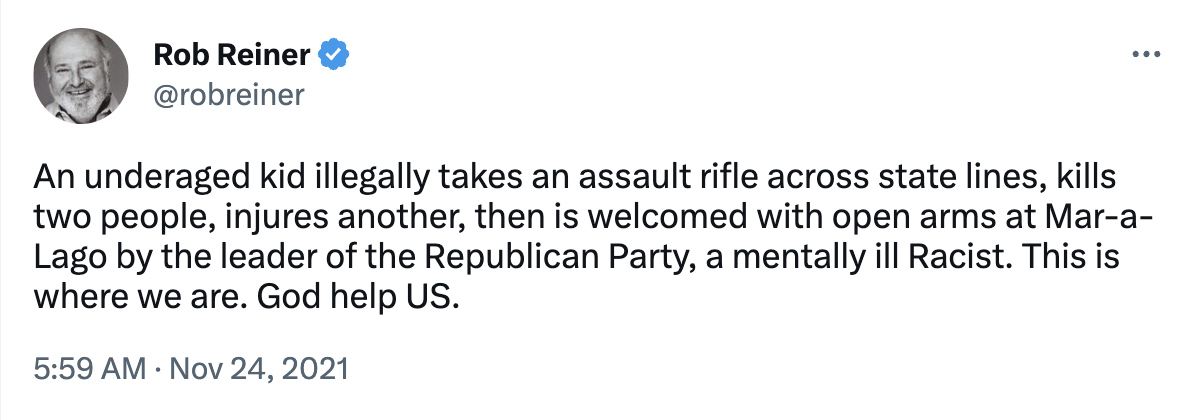 Rob Reiner
@robreiner
An underaged kid illegally takes an assault rifle across state lines, kills
two people, injures another, then is welcomed with open arms at Mar-a-
Lago by the leader of the Republican Party, a mentally ill Racist. This is
where we are. God help US.
5:59 AM · Nov 24, 2021